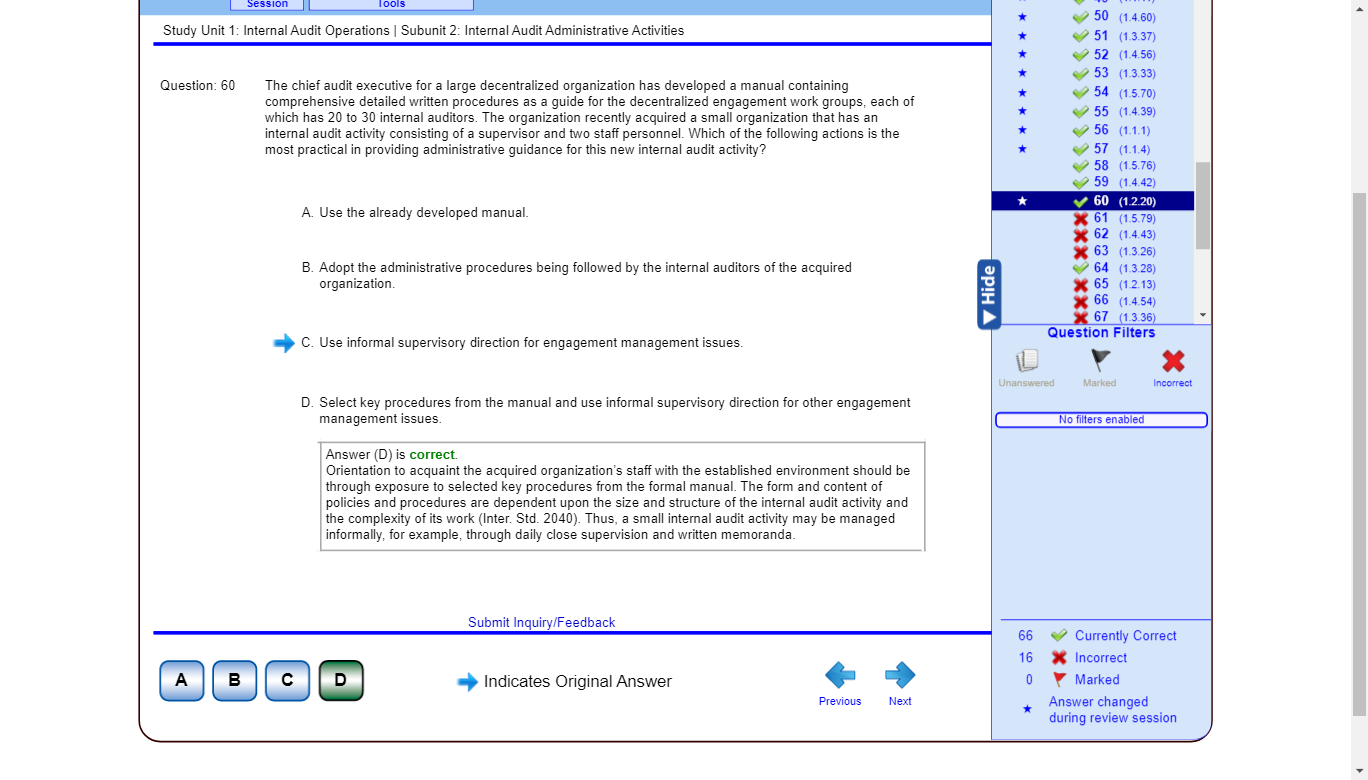 Session
Tools
Study Unit 1: Internal Audit Operations | Subunit 2: Internal Audit Administrative Activities
Question: 60
The chief audit executive for a large decentralized organization has developed a manual containing
comprehensive detailed written procedures as a guide for the decentralized engagement work groups, each of
which has 20 to 30 internal auditors. The organization recently acquired a small organization that has an
internal audit activity consisting of a supervisor and two staff personnel. Which of the following actions is the
most practical in providing administrative guidance for this new internal audit activity?
A. Use the already developed manual.
B. Adopt the administrative procedures being followed by the internal auditors of the acquired
organization.
C. Use informal supervisory direction for engagement management issues.
D. Select key procedures from the manual and use informal supervisory direction for other engagement
management issues.
Answer (D) is correct.
Orientation to acquaint the acquired organization's staff with the established environment should be
through exposure to selected key procedures from the formal manual. The form and content of
policies and procedures are dependent upon the size and structure of the internal audit activity and
the complexity of its work (Inter. Std. 2040). Thus, a small internal audit activity may be managed
informally, for example, through daily close supervision and written memoranda.
Submit Inquiry/Feedback
A
B
C
D
Indicates Original Answer
Previous
Next
50 (1.4.60)
51 (1.3.37)
52 (1.4.56)
53 (1.3.33)
54 (1.5.70)
55 (1.4.39)
56 (1.1.1)
57 (1.1.4)
58 (1.5.76)
59 (1.4.42)
60 (1.2.20)
61 (1.5.79)
62 (1.4.43)
63 (1.3.26)
64 (1.3.28)
65 (1.2.13)
66 (1.4.54)
67 (1.3.36)
Hide
Question Filters
Unanswered
Marked
Incorrect
No filters enabled
66 Currently Correct
16 Incorrect
0 Marked
Answer changed
during review session